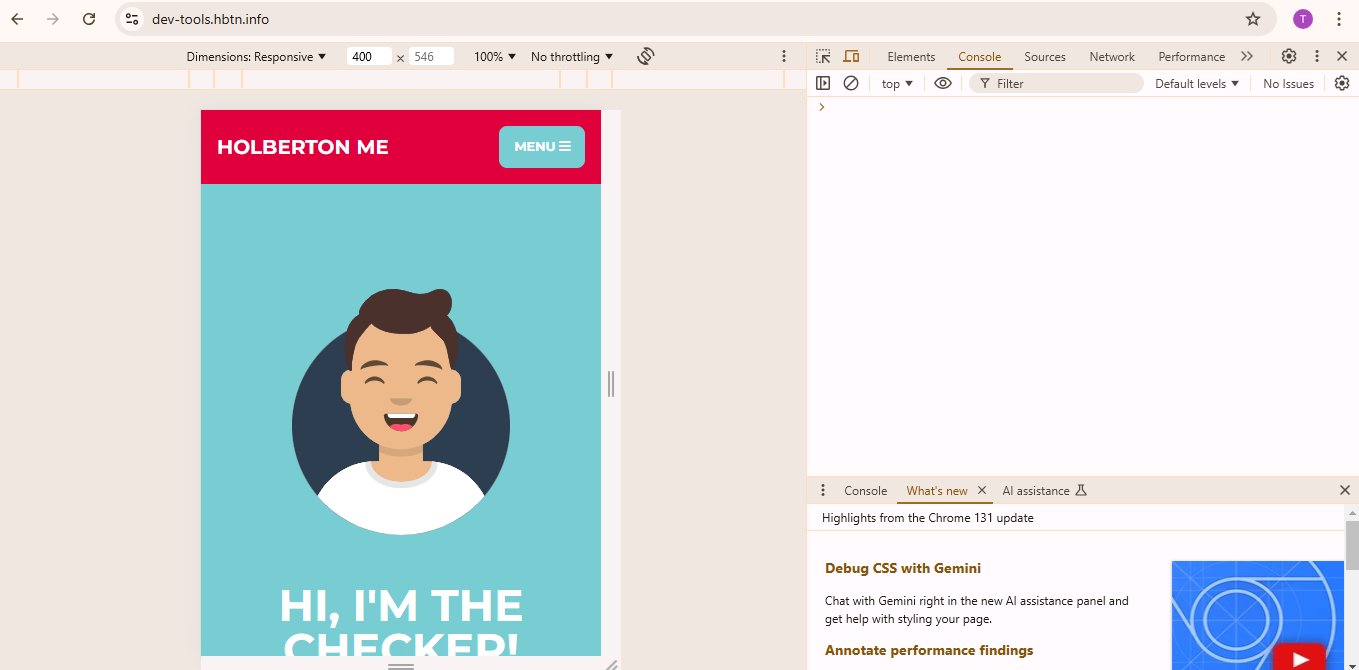 dev-tools.hbtn.info
T
Dimensions: Responsive
400 × 546
100%
No throttling
Elements
Console
Sources
Network
Performance
top
Filter
Default levels
No Issues
HOLBERTON ME
MENU
HI, I'M THE
CHECKER!
Console
What's new
AI assistance
Highlights from the Chrome 131 update
Debug CSS with Gemini
Chat with Gemini right in the new AI assistance panel and
get help with styling your page.
Annotate performance findings